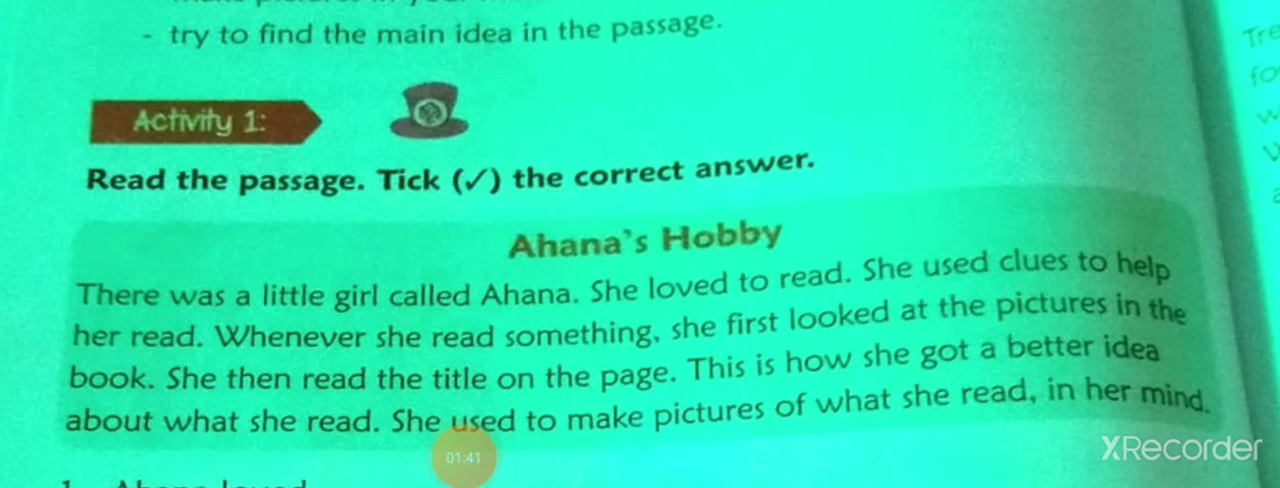 - try to find the main idea in the passage.
Activity 1:
Read the passage. Tick (✓) the correct answer.
Ahana's Hobby
There was a little girl called Ahana. She loved to read. She used clues to help
her read. Whenever she read something, she first looked at the pictures in the
book. She then read the title on the page. This is how she got a better idea
about what she read. She used to make pictures of what she read, in her mind.
01:41
XRecorder